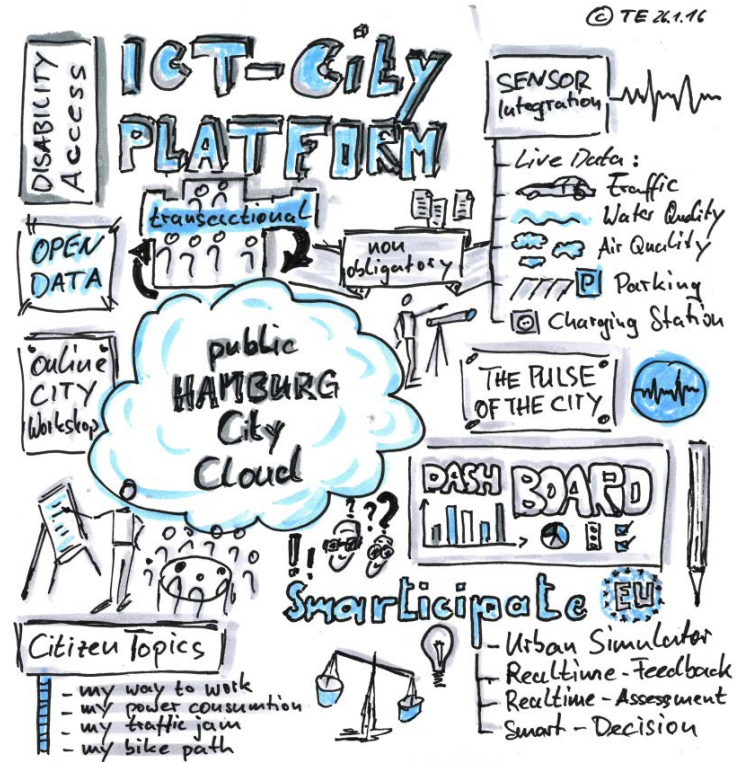 © TE 26.1.16
DISABILITY
Access
ICT-City
PLATFORM
SENSOR
Integration
Live Data:
Traffic
Water Quality
Air Quality
P Parking
Charging Station
transactional
non
obligatory
OPEN
DATA
Online
CITY
Workshop
public
HAMBURG
City
Cloud
THE PULSE
OF THE CITY
DASH BOARD
!! ???
Smarticipate EU
- Urban Simulator
- Realtime-Feedback
- Realtime-Assessment
- Smart-Decision
Citizen Topics
- my way to work
- my power consumtion
- my traffic jam
- my bike path